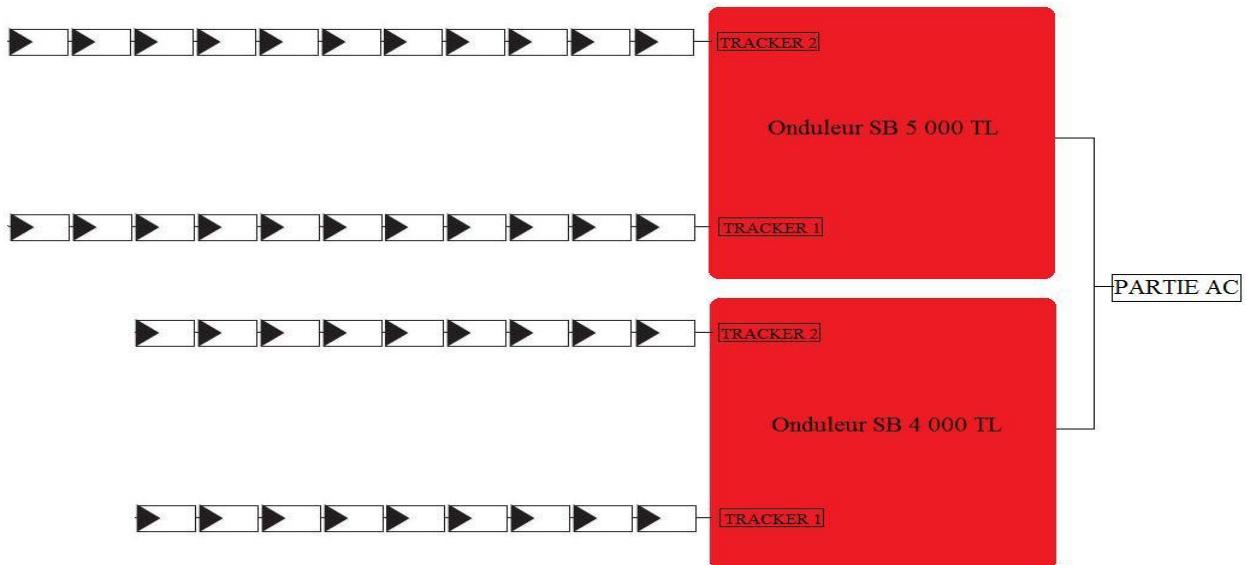 TRACKER 2
Onduleur SB 5 000 TL
TRACKER 1
PARTIE AC
TRACKER 2
Onduleur SB 4 000 TL
TRACKER 1